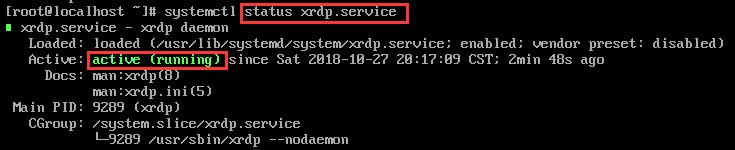 [root@localhost ~]# systemctl status xrdp.service
xrdp.service - xrdp daemon
Loaded: loaded (/usr/lib/systemd/system/xrdp.service; enabled; vendor preset: disabled)
Active: active (running) since Sat 2018-10-27 20:17:09 CST; 2min 48s ago
Docs: man:xrdp(8)
man:xrdp.ini(5)
Main PID: 9289 (xrdp)
CGroup: /system.slice/xrdp.service
└─9289 /usr/sbin/xrdp --nodaemon